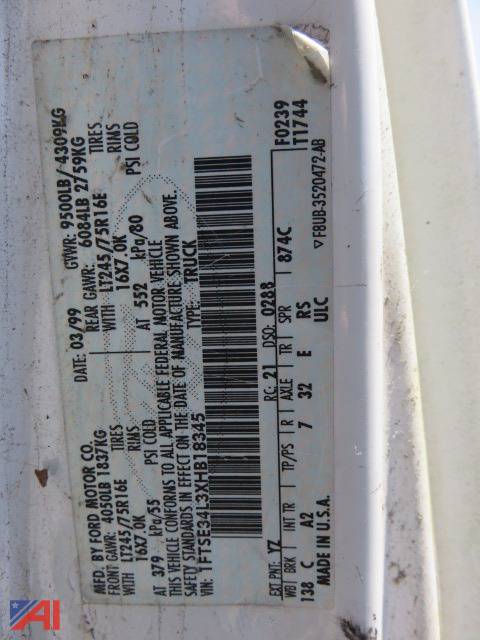 MFD. BY FORD MOTOR CO.
DATE: 03/99 GVWR: 9500LB/ 4309KG
FRONT GAWR: 4050LB 1837KG REAR GAWR: 6084LB 2759KG
WITH LT245/75R16E TIRES WITH LT245/75R16E TIRES
16X7.0K RIMS 16X7.0K RIMS
AT 379 kPa/55 PSI COLD AT 552 kPa/80 PSI COLD
THIS VEHICLE CONFORMS TO ALL APPLICABLE FEDERAL MOTOR VEHICLE
SAFETY STANDARDS IN EFFECT ON THE DATE OF MANUFACTURE SHOWN ABOVE.
VIN: 1FTSE34L3XHB18345 TYPE: TRUCK
F0239
T1744
EXT PNT: YZ RC: 21 DSO: 0288
WB BRK INT TR TP/PS R AXLE TR SPR 874C
138 C A2 7 32 E RS
MADE IN U.S.A. ULC
▽F8UB-3520472-AB
AI